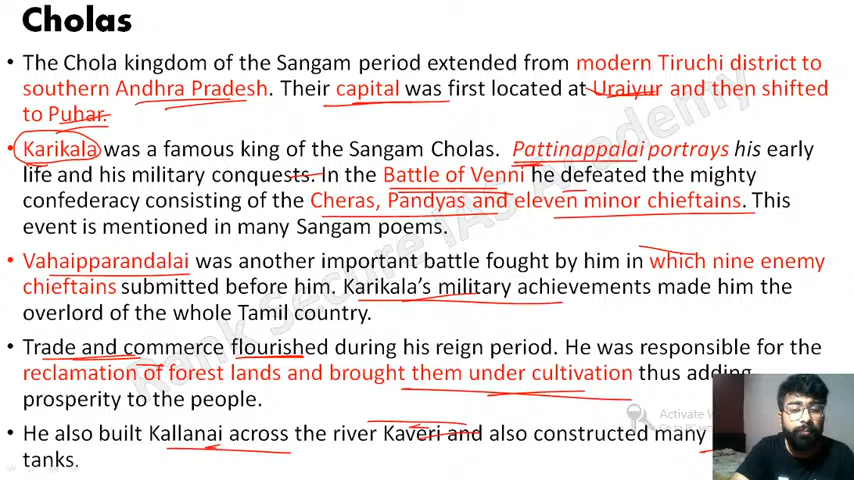 Cholas
• The Chola kingdom of the Sangam period extended from modern Tiruchi district to
southern Andhra Pradesh. Their capital was first located at Uraiyur and then shifted
to Puhar.
• Karikala was a famous king of the Sangam Cholas. Pattinappalai portrays his early
life and his military conquests. In the Battle of Venni he defeated the mighty
confederacy consisting of the Cheras, Pandyas and eleven minor chieftains. This
event is mentioned in many Sangam poems.
• Vahaipparandalai was another important battle fought by him in which nine enemy
chieftains submitted before him. Karikala's military achievements made him the
overlord of the whole Tamil country.
• Trade and commerce flourished during his reign period. He was responsible for the
reclamation of forest lands and brought them under cultivation thus adding
prosperity to the people.
• He also built Kallanai across the river Kaveri and also constructed many
tanks.
Rank Secure IAS Academy
Activate